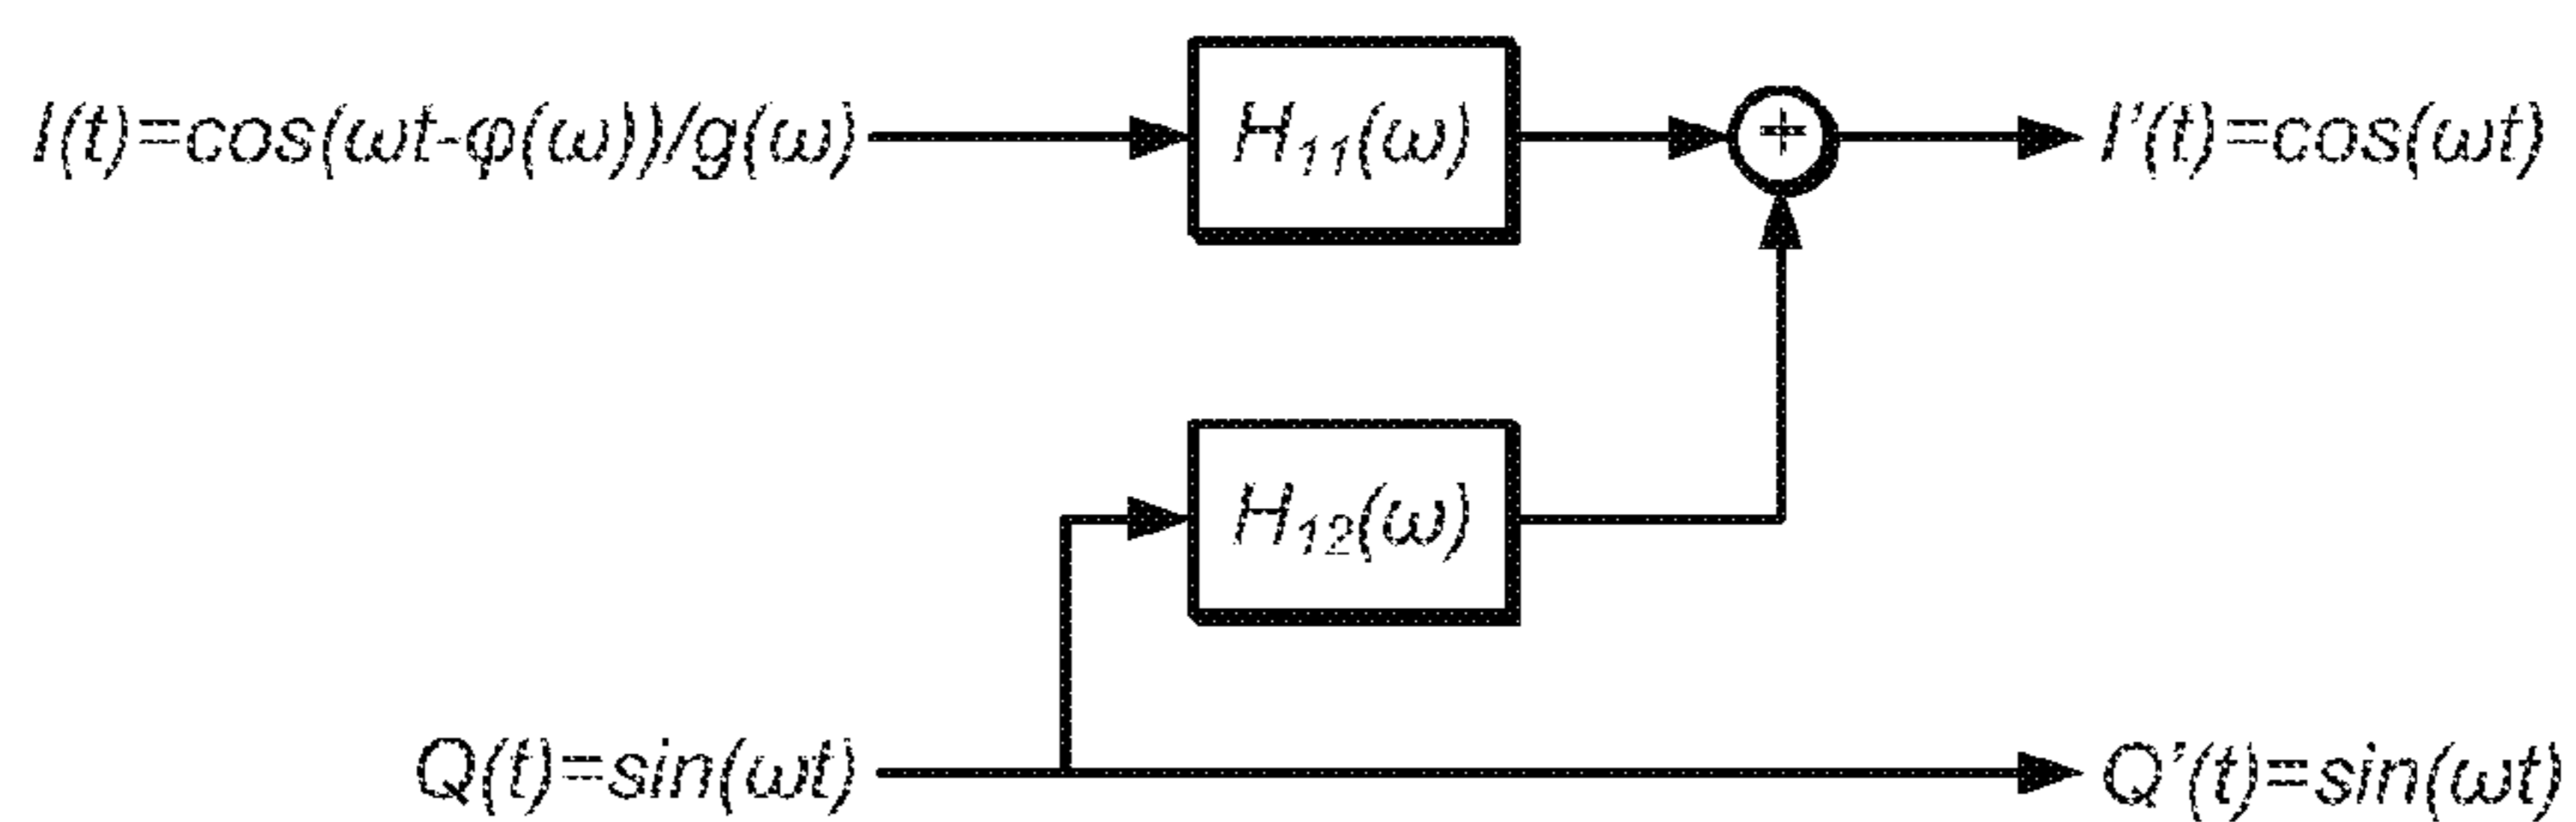 I(t)=cos(ωt-φ(ω))/g(ω)
H₁₁(ω)
+
I'(t)=cos(ωt)
H₁₂(ω)
Q(t)=sin(ωt)
Q'(t)=sin(ωt)